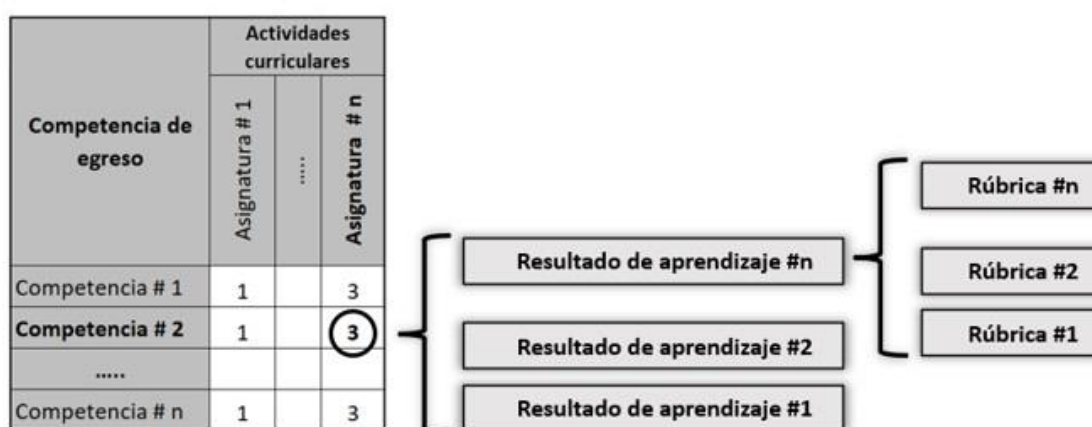 Actividades
curriculares
Competencia de
egreso
Asignatura # 1
.....
Asignatura # n
Competencia # 1 1 3
Competencia # 2 1 3
.....
Competencia # n 1 3
Resultado de aprendizaje #n
Resultado de aprendizaje #2
Resultado de aprendizaje #1
Rúbrica #n
Rúbrica #2
Rúbrica #1